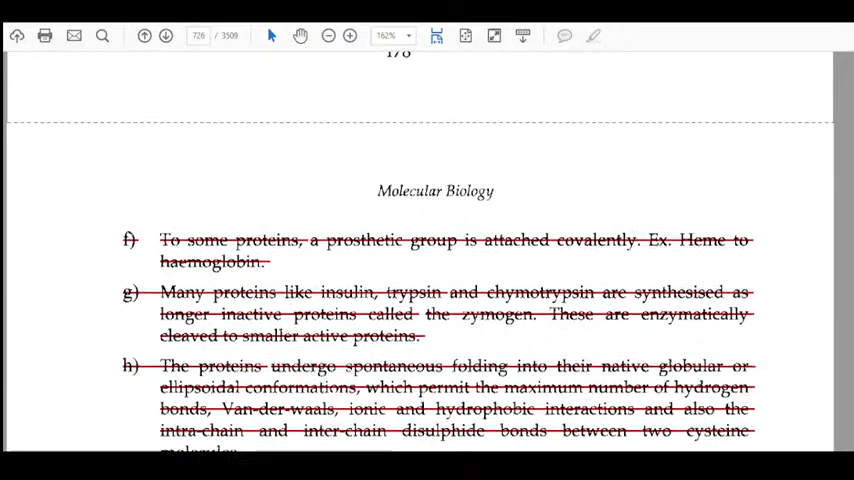 726 / 3509
162%
178
Molecular Biology
f) To some proteins, a prosthetic group is attached covalently. Ex. Heme to
haemoglobin.
g) Many proteins like insulin, trypsin and chymotrypsin are synthesised as
longer inactive proteins called the zymogen. These are enzymatically
cleaved to smaller active proteins.
h) The proteins undergo spontaneous folding into their native globular or
ellipsoidal conformations, which permit the maximum number of hydrogen
bonds, Van-der-waals, ionic and hydrophobic interactions and also the
intra-chain and inter-chain disulphide bonds between two cysteine
molecules.